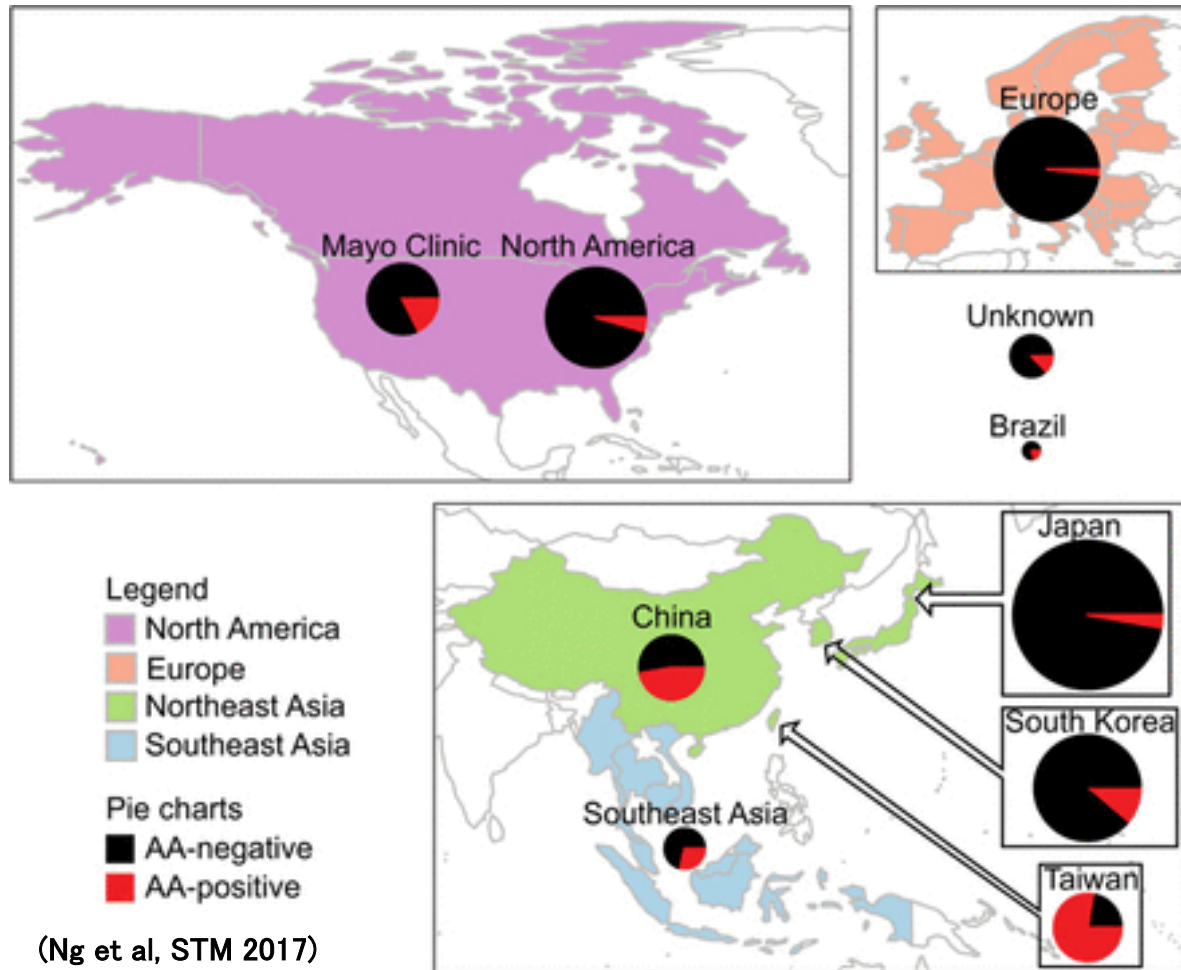 Mayo Clinic
North America
Europe
Unknown
Brazil
Legend
North America
Europe
Northeast Asia
Southeast Asia
Pie charts
AA-negative
AA-positive
(Ng et al, STM 2017)
China
Southeast Asia
Japan
South Korea
Taiwan